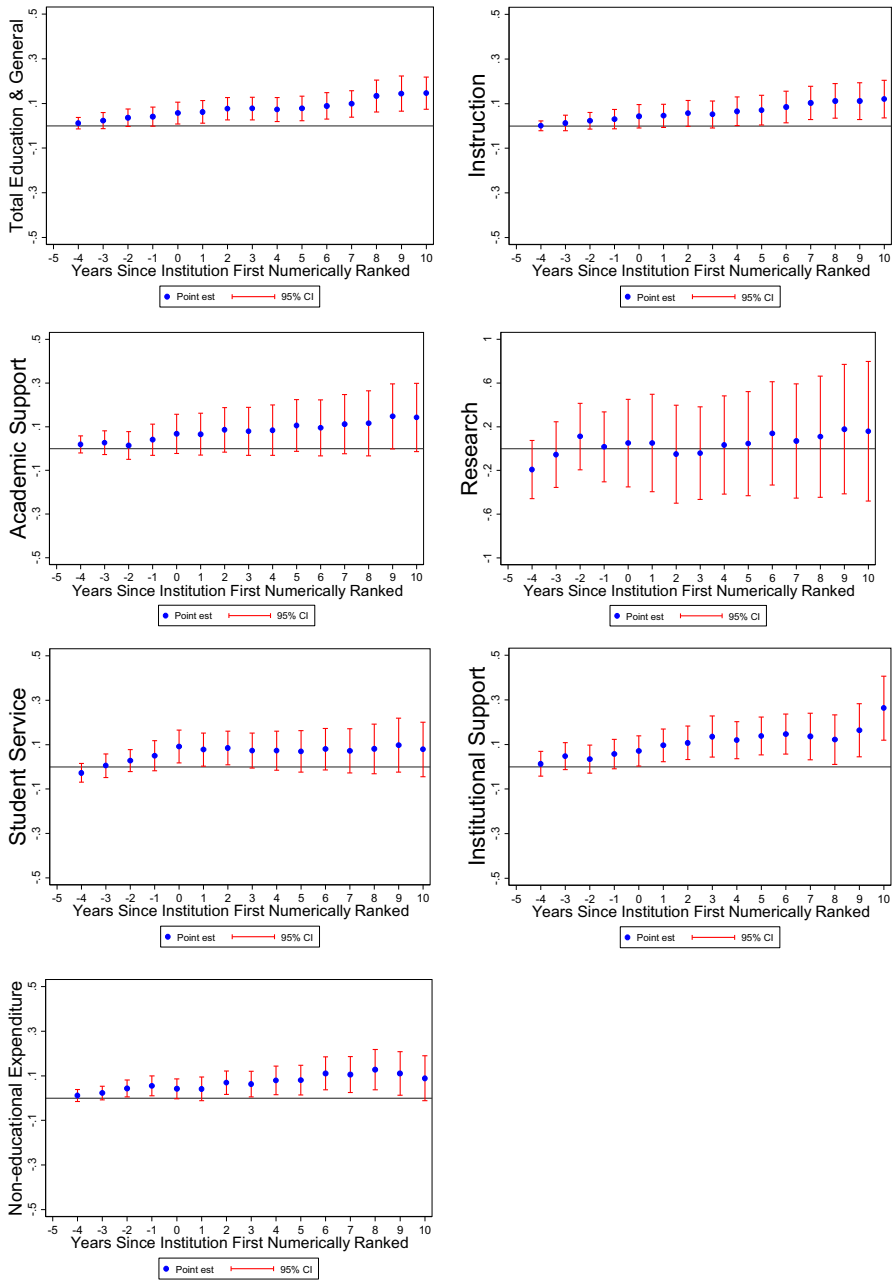 Total Education & General
.5
.3
.1
-.1
-.3
-.5
-5 -4 -3 -2 -1 0 1 2 3 4 5 6 7 8 9 10
Years Since Institution First Numerically Ranked
Point est 95% CI
Instruction
.5
.3
.1
-.1
-.3
-.5
-5 -4 -3 -2 -1 0 1 2 3 4 5 6 7 8 9 10
Years Since Institution First Numerically Ranked
Point est 95% CI
Academic Support
.5
.3
.1
-.1
-.3
-.5
-5 -4 -3 -2 -1 0 1 2 3 4 5 6 7 8 9 10
Years Since Institution First Numerically Ranked
Point est 95% CI
Research
1
.6
.2
-.2
-.6
-1
-5 -4 -3 -2 -1 0 1 2 3 4 5 6 7 8 9 10
Years Since Institution First Numerically Ranked
Point est 95% CI
Student Service
.5
.3
.1
-.1
-.3
-.5
-5 -4 -3 -2 -1 0 1 2 3 4 5 6 7 8 9 10
Years Since Institution First Numerically Ranked
Point est 95% CI
Institutional Support
.5
.3
.1
-.1
-.3
-.5
-5 -4 -3 -2 -1 0 1 2 3 4 5 6 7 8 9 10
Years Since Institution First Numerically Ranked
Point est 95% CI
Non-educational Expenditure
.5
.3
.1
-.1
-.3
-.5
-5 -4 -3 -2 -1 0 1 2 3 4 5 6 7 8 9 10
Years Since Institution First Numerically Ranked
Point est 95% CI